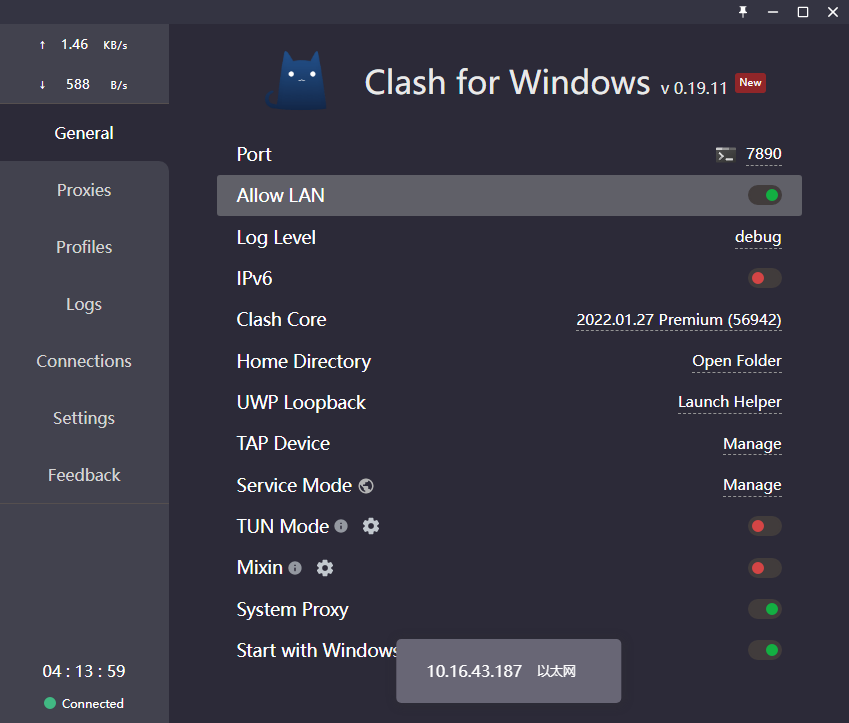 ↑ 1.46 KB/s
↓ 588 B/s
General
Proxies
Profiles
Logs
Connections
Settings
Feedback
04 : 13 : 59
Connected
Clash for Windows v 0.19.11 New
Port 7890
Allow LAN
Log Level debug
IPv6
Clash Core 2022.01.27 Premium (56942)
Home Directory Open Folder
UWP Loopback Launch Helper
TAP Device Manage
Service Mode Manage
TUN Mode
Mixin
System Proxy
Start with Windows
10.16.43.187 以太网